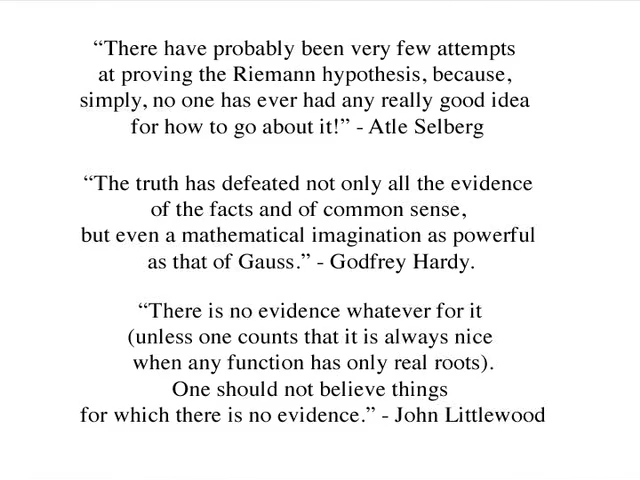 “There have probably been very few attempts
at proving the Riemann hypothesis, because,
simply, no one has ever had any really good idea
for how to go about it!” - Atle Selberg
“The truth has defeated not only all the evidence
of the facts and of common sense,
but even a mathematical imagination as powerful
as that of Gauss.” - Godfrey Hardy.
“There is no evidence whatever for it
(unless one counts that it is always nice
when any function has only real roots).
One should not believe things
for which there is no evidence.” - John Littlewood